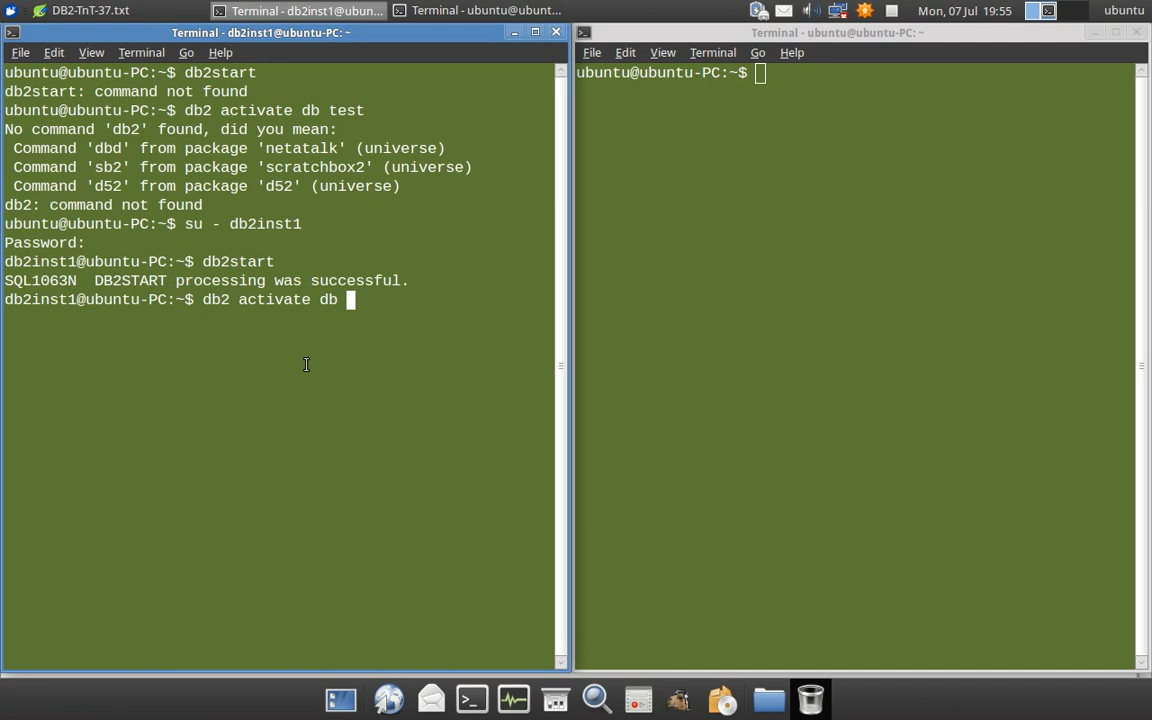 DB2-TnT-37.txt
Terminal - db2inst1@ubun...
Terminal - ubuntu@ubunt...
Mon, 07 Jul 19:55
ubuntu
Terminal - db2inst1@ubuntu-PC: ~
File Edit View Terminal Go Help
ubuntu@ubuntu-PC:~$ db2start
db2start: command not found
ubuntu@ubuntu-PC:~$ db2 activate db test
No command 'db2' found, did you mean:
Command 'dbd' from package 'netatalk' (universe)
Command 'sb2' from package 'scratchbox2' (universe)
Command 'd52' from package 'd52' (universe)
db2: command not found
ubuntu@ubuntu-PC:~$ su - db2inst1
Password:
db2inst1@ubuntu-PC:~$ db2start
SQL1063N  DB2START processing was successful.
db2inst1@ubuntu-PC:~$ db2 activate db
Terminal - ubuntu@ubuntu-PC: ~
File Edit View Terminal Go Help
ubuntu@ubuntu-PC:~$